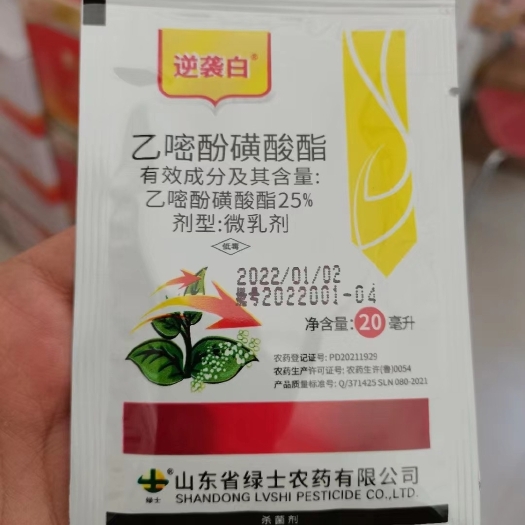 逆袭白®
乙嘧酚磺酸酯
有效成分及其含量:
乙嘧酚磺酸酯25%
剂型:微乳剂
低毒
2022/01/02
批号2022001-04
净含量:20毫升
农药登记证号: PD20211929
农药生产许可证号: 农药生许(鲁)0054
产品质量标准号: Q/371425 SLN 080-2021
绿士
®山东省绿士农药有限公司
SHANDONG LVSHI PESTICIDE CO.,LTD.
杀菌剂